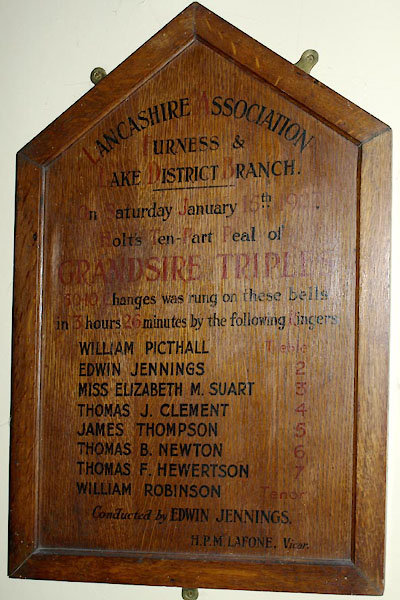 LANCASHIRE ASSOCIATION
FURNESS &
LAKE DISTRICT BRANCH.
On Saturday January 15th
Holt's Ten-Part Peal of
GRANDSIRE TRIPLES
5040 Changes was rung on these bells
in 3 hours 26 minutes by the following Ringers
WILLIAM PICTHALL Treble
EDWIN JENNINGS 2
MISS ELIZABETH M. SUART 3
THOMAS J. CLEMENT 4
JAMES THOMPSON 5
THOMAS B. NEWTON 6
THOMAS F. HEWERTSON 7
WILLIAM ROBINSON Tenor
Conducted by EDWIN JENNINGS.
H.P.M. LAFONE, Vicar.